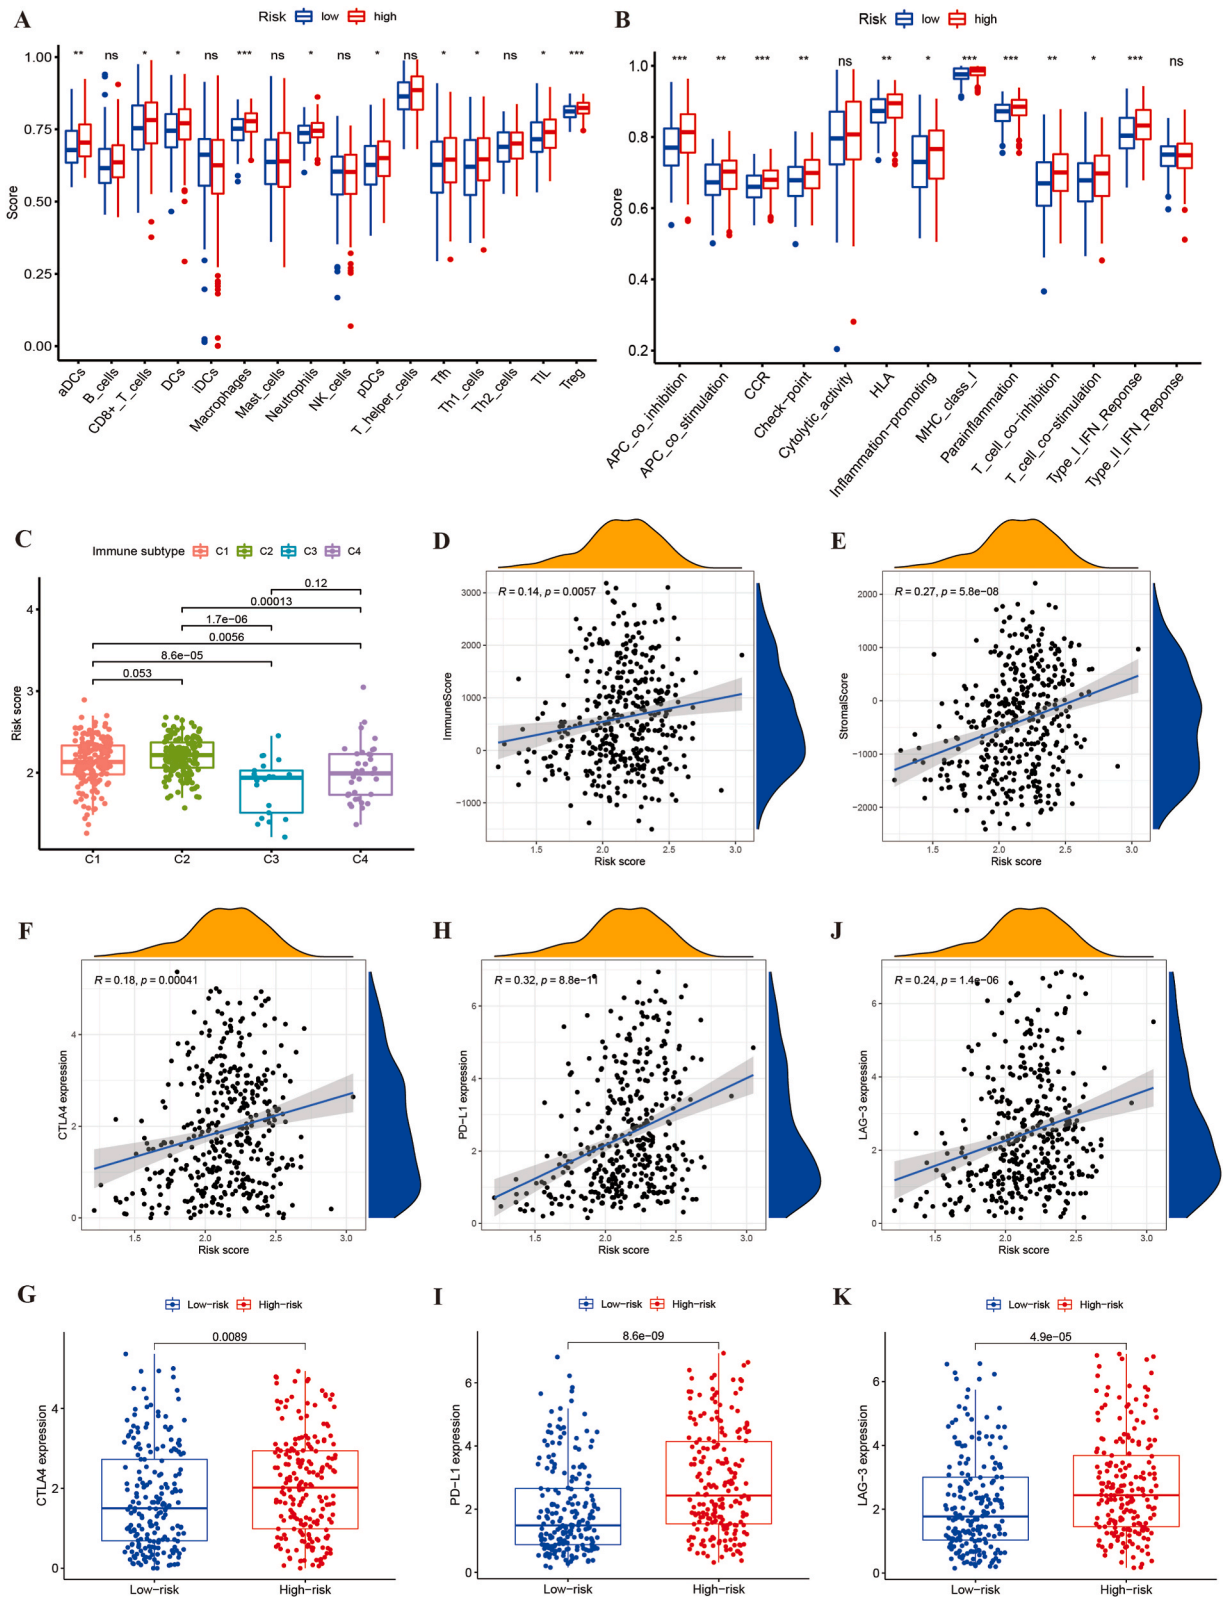 A
Risk low high
** ns * * ns *** ns * ns * ns * * ns * ***
1.00
0.75
0.50
0.25
0.00
Score
aDCs
B_cells
CD8+_T_cells
DCs
iDCs
Macrophages
Mast_cells
Neutrophils
NK_cells
pDCs
T_helper_cells
Tfh
Th1_cells
Th2_cells
TIL
Treg
B
Risk low high
*** ** *** ** ns ** * *** *** ** * *** ns
1.0
0.8
0.6
0.4
0.2
Score
APC_co_inhibition
APC_co_stimulation
CCR
Check−point
Cytolytic_activity
HLA
Inflammation−promoting
MHC_class_I
Parainflammation
T_cell_co−inhibition
T_cell_co−stimulation
Type_I_IFN_Reponse
Type_II_IFN_Reponse
C
Immune subtype C1 C2 C3 C4
0.12
0.00013
1.7e−06
0.0056
8.6e−05
0.053
4
3
2
Risk score
C1 C2 C3 C4
D
R = 0.14, p = 0.0057
3000
2000
1000
0
−1000
ImmuneScore
1.5 2.0 2.5 3.0
Risk score
E
R = 0.27, p = 5.8e−08
2000
1000
0
−1000
−2000
StromalScore
1.5 2.0 2.5 3.0
Risk score
F
R = 0.18, p = 0.00041
4
2
0
CTLA4 expression
1.5 2.0 2.5 3.0
Risk score
H
R = 0.32, p = 8.8e−11
6
4
2
0
PD−L1 expression
1.5 2.0 2.5 3.0
Risk score
J
R = 0.24, p = 1.4e−06
6
4
2
0
LAG−3 expression
1.5 2.0 2.5 3.0
Risk score
G
Low−risk High−risk
0.0089
4
2
0
CTLA4 expression
Low−risk High−risk
I
Low−risk High−risk
8.6e−09
6
4
2
0
PD−L1 expression
Low−risk High−risk
K
Low−risk High−risk
4.9e−05
6
4
2
0
LAG−3 expression
Low−risk High−risk